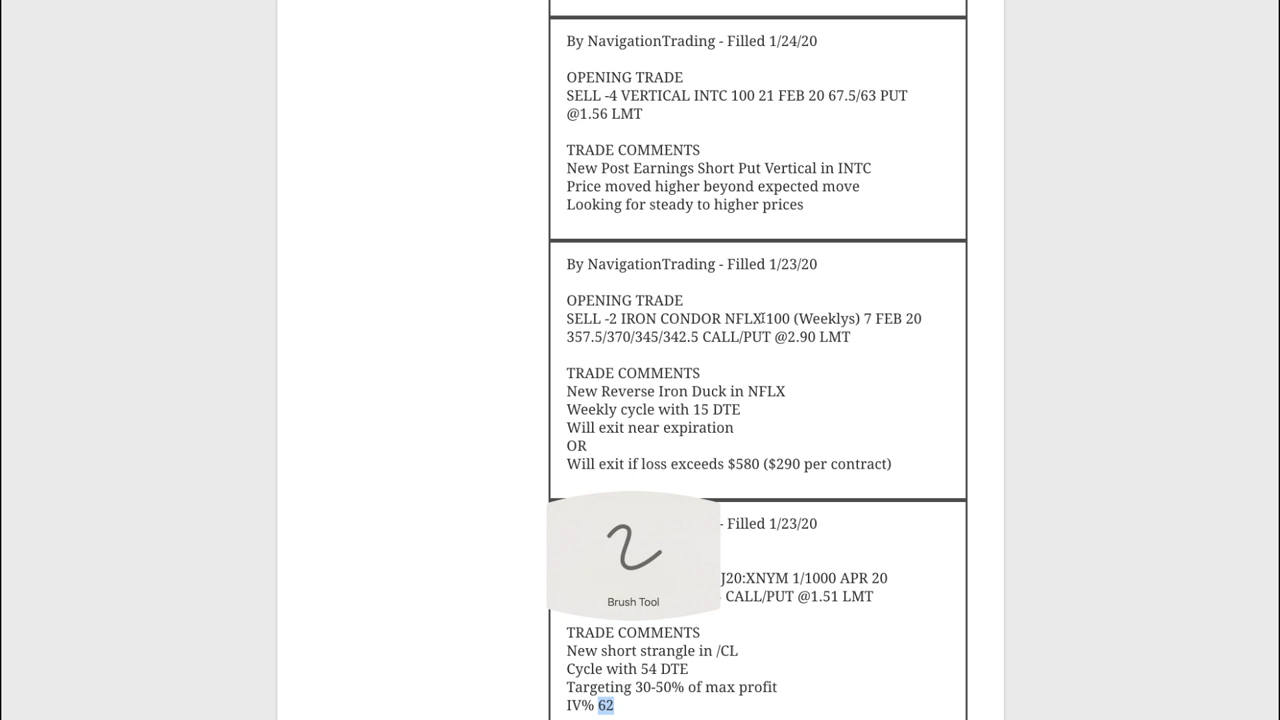 By NavigationTrading - Filled 1/24/20
OPENING TRADE
SELL -4 VERTICAL INTC 100 21 FEB 20 67.5/63 PUT
@1.56 LMT
TRADE COMMENTS
New Post Earnings Short Put Vertical in INTC
Price moved higher beyond expected move
Looking for steady to higher prices
By NavigationTrading - Filled 1/23/20
OPENING TRADE
SELL -2 IRON CONDOR NFLX 100 (Weeklys) 7 FEB 20
357.5/370/345/342.5 CALL/PUT @2.90 LMT
TRADE COMMENTS
New Reverse Iron Duck in NFLX
Weekly cycle with 15 DTE
Will exit near expiration
OR
Will exit if loss exceeds $580 ($290 per contract)
- Filled 1/23/20
J20:XNYM 1/1000 APR 20
CALL/PUT @1.51 LMT
Brush Tool
TRADE COMMENTS
New short strangle in /CL
Cycle with 54 DTE
Targeting 30-50% of max profit
IV% 62